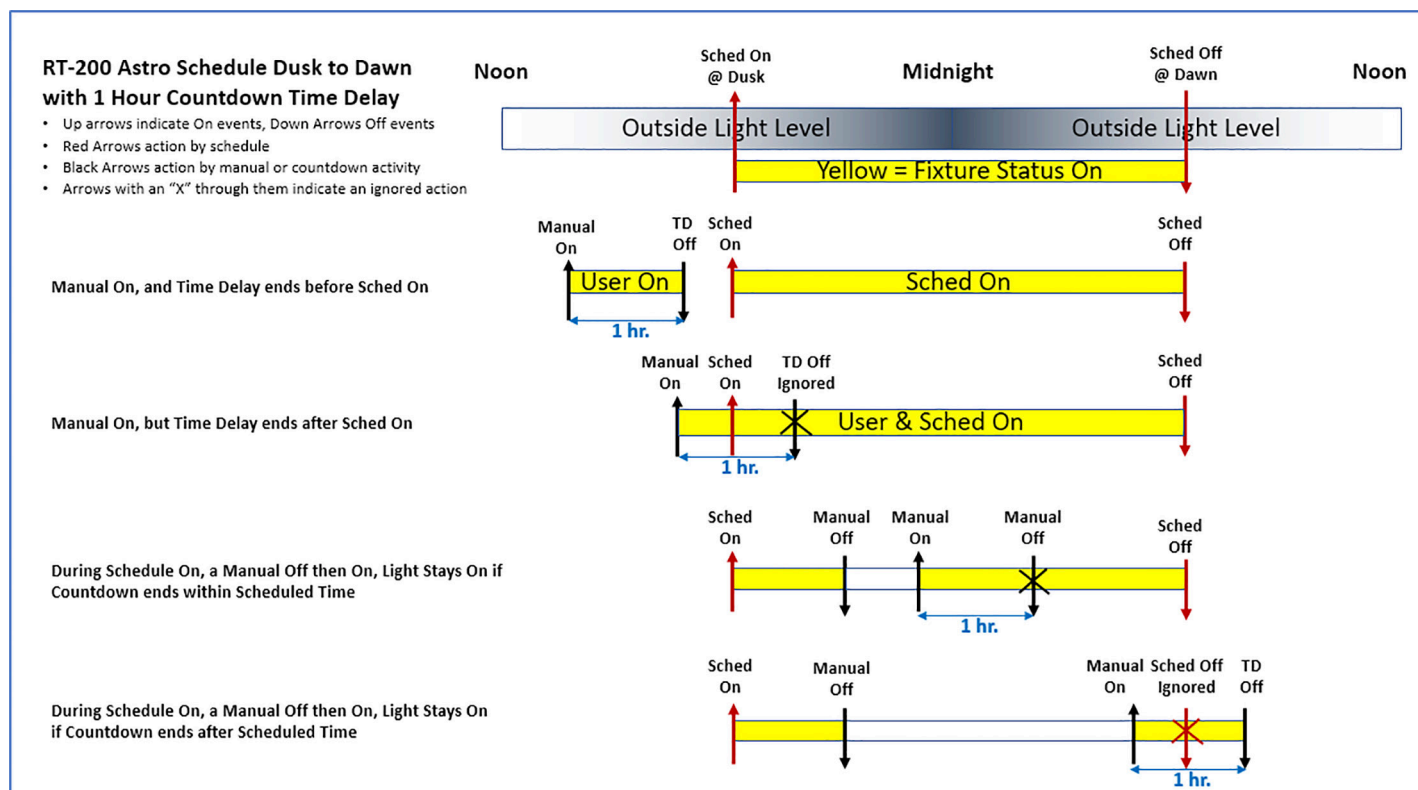 RT-200 Astro Schedule Dusk to Dawn
with 1 Hour Countdown Time Delay
• Up arrows indicate On events, Down Arrows Off events
• Red Arrows action by schedule
• Black Arrows action by manual or countdown activity
• Arrows with an “X” through them indicate an ignored action
Noon
Sched On
@ Dusk
Midnight
Sched Off
@ Dawn
Noon
Outside Light Level
Outside Light Level
Yellow = Fixture Status On
Manual On, and Time Delay ends before Sched On
Manual
On
TD
Off
Sched
On
Sched
Off
User On
Sched On
1 hr.
Manual On, but Time Delay ends after Sched On
Manual
On
Sched
On
TD Off
Ignored
Sched
Off
User & Sched On
1 hr.
During Schedule On, a Manual Off then On, Light Stays On if
Countdown ends within Scheduled Time
Sched
On
Manual
Off
Manual
On
Manual
Off
Sched
Off
1 hr.
During Schedule On, a Manual Off then On, Light Stays On
if Countdown ends after Scheduled Time
Sched
On
Manual
Off
Manual
On
Sched Off
Ignored
TD
Off
1 hr.